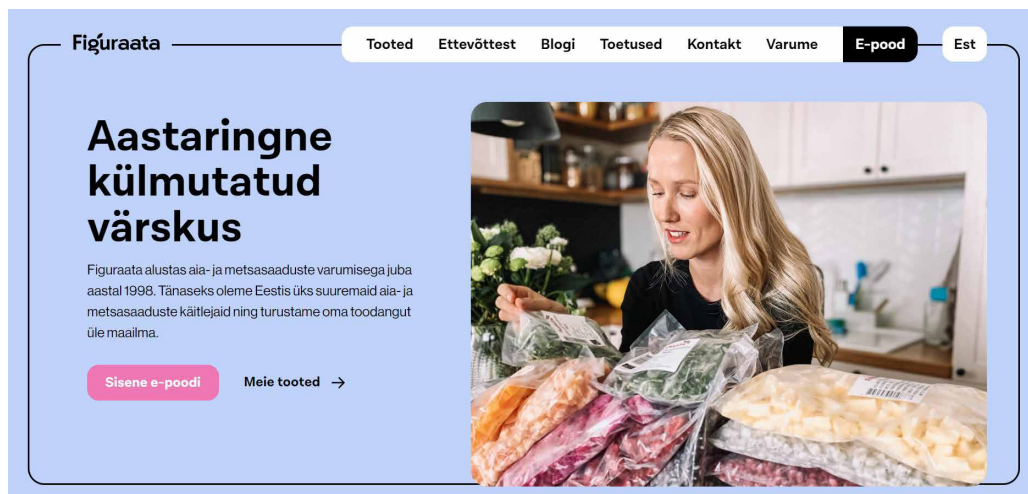 Figuraata
Tooted Ettevõttest Blogi Toetused Kontakt Varume E-pood Est
Aastaringne
külmutatud
värskus
Figuraata alustas aia- ja metsasaaduste varumisega juba
aastal 1998. Tänaseks oleme Eestis üks suuremaid aia- ja
metsasaaduste käitlejaid ning turustame oma toodangut
üle maailma.
Sisene e-poodi Meie tooted →